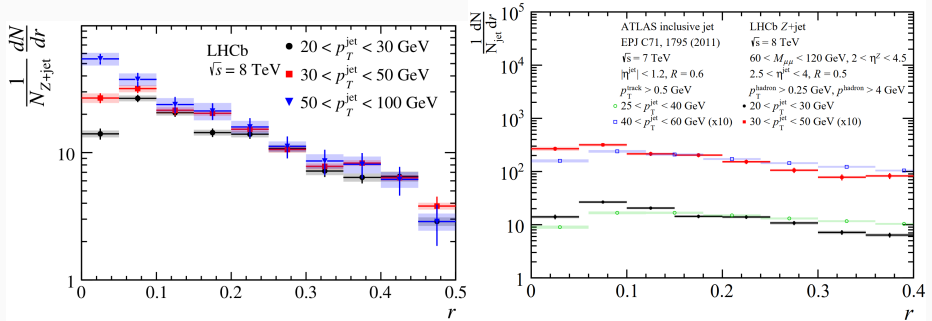 1/N_{Z+jet} dN/dr
LHCb
√s = 8 TeV
20 < p_T^jet < 30 GeV
30 < p_T^jet < 50 GeV
50 < p_T^jet < 100 GeV
10
1
0 0.1 0.2 0.3 0.4 0.5
r
1/N_jet dN/dr
ATLAS inclusive jet
EPJ C71, 1795 (2011)
√s = 7 TeV
|η^jet| < 1.2, R = 0.6
p_T^track > 0.5 GeV
25 < p_T^jet < 40 GeV
40 < p_T^jet < 60 GeV (x10)
LHCb Z+jet
√s = 8 TeV
60 < M_μμ < 120 GeV, 2 < η^Z < 4.5
2.5 < η^jet < 4, R = 0.5
p_T^hadron > 0.25 GeV, p^hadron > 4 GeV
20 < p_T^jet < 30 GeV
30 < p_T^jet < 50 GeV (x10)
10^5
10^4
10^3
10^2
10
1
0 0.1 0.2 0.3 0.4
r